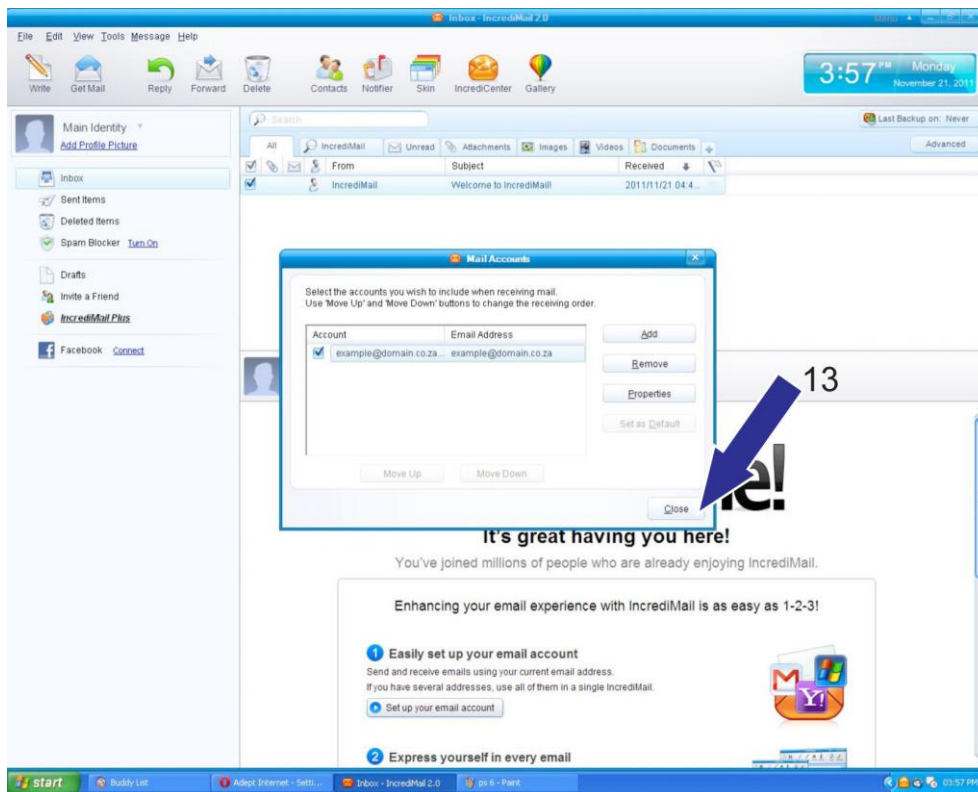 Inbox - IncrediMail 2.0
Menu
File Edit View Tools Message Help
Write Get Mail Reply Forward Delete Contacts Notifier Skin IncrediCenter Gallery
3:57 PM Monday
November 21, 2011
Main Identity
Add Profile Picture
Search
Last Backup on: Never
All IncrediMail Unread Attachments Images Videos Documents Advanced
From Subject Received
IncrediMail Welcome to IncrediMail! 2011/11/21 04:4...
Inbox
Sent Items
Deleted Items
Spam Blocker Turn On
Drafts
Invite a Friend
IncrediMail Plus
Facebook Connect
Mail Accounts
Select the accounts you wish to include when receiving mail.
Use 'Move Up' and 'Move Down' buttons to change the receiving order.
Account Email Address
example@domain.co.za... example@domain.co.za
Add
Remove
Properties
Set as Default
Move Up Move Down
Close
13
e!
It's great having you here!
You've joined millions of people who are already enjoying IncrediMail.
Enhancing your email experience with IncrediMail is as easy as 1-2-3!
1 Easily set up your email account
Send and receive emails using your current email address.
If you have several addresses, use all of them in a single IncrediMail.
Set up your email account
2 Express yourself in every email
start Buddy List Adept Internet - Setti... Inbox - IncrediMail 2.0 ps 6 - Paint 03:57 PM